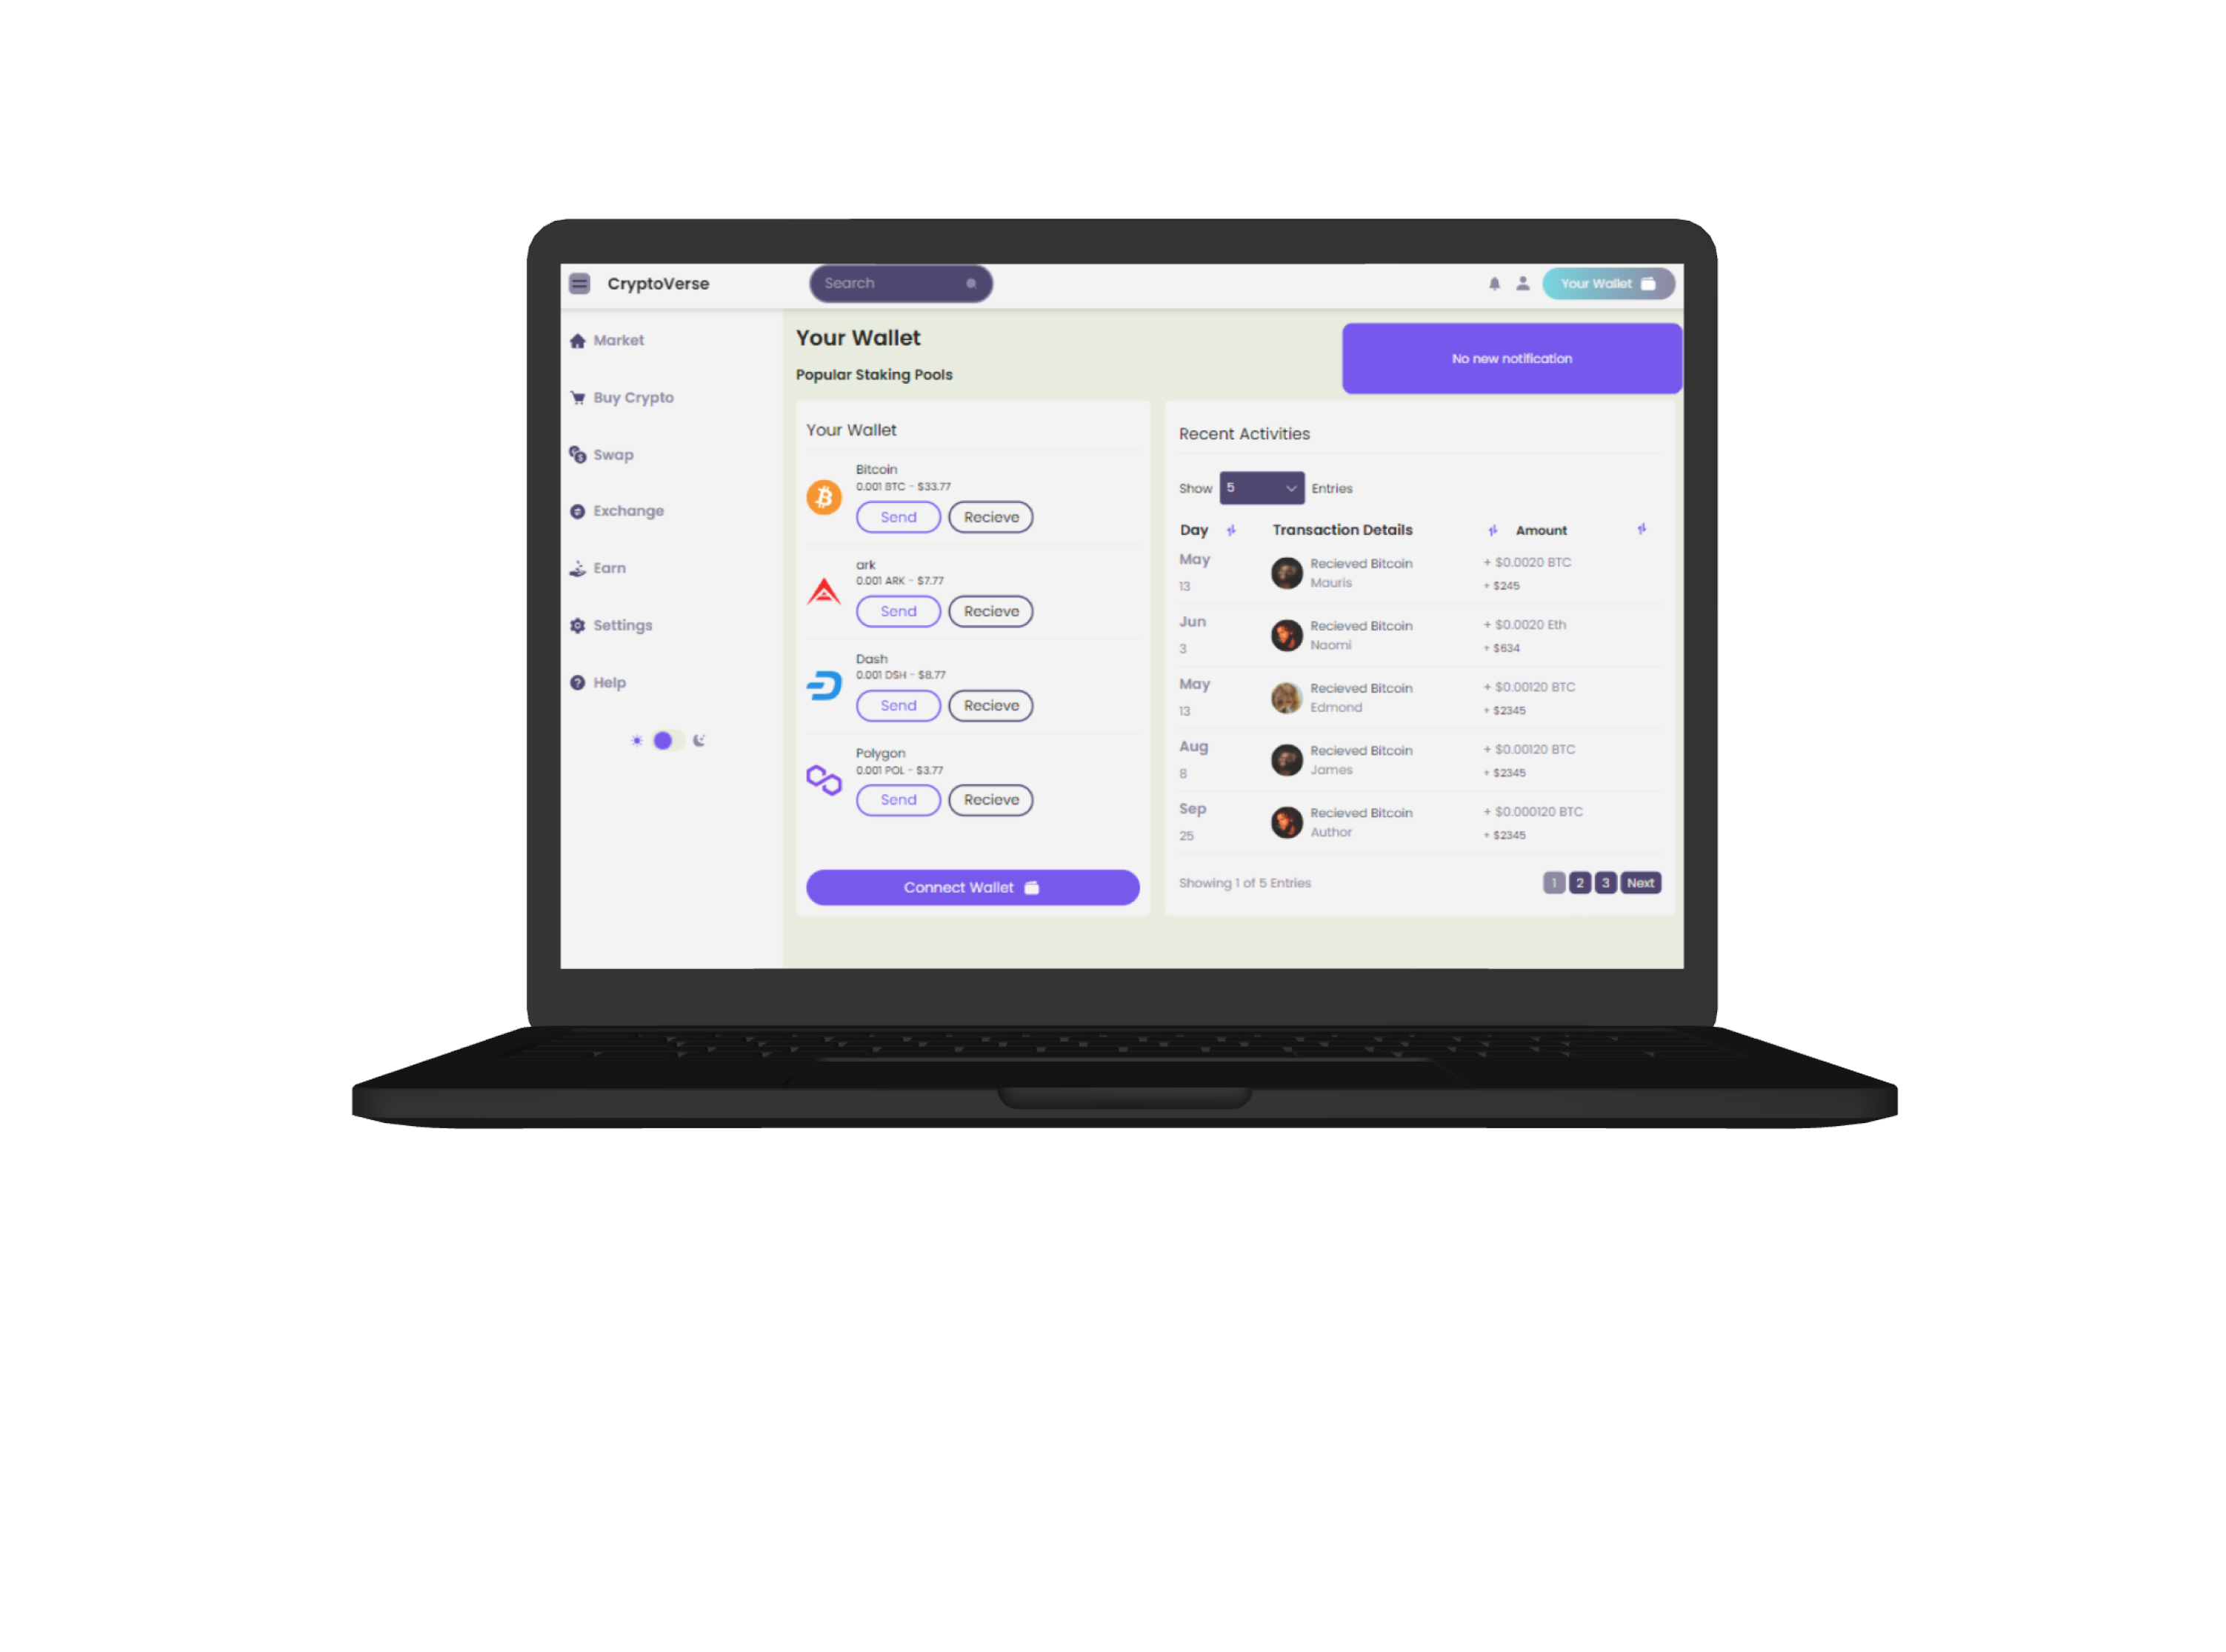 CryptoVerse
Search
Your Wallet
Market
Buy Crypto
Swap
Exchange
Earn
Settings
Help
Your Wallet
Popular Staking Pools
No new notification
Your Wallet
Bitcoin
0.001 BTC - $33.77
Send Recieve
ark
0.001 ARK - $7.77
Send Recieve
Dash
0.001 DSH - $8.77
Send Recieve
Polygon
0.001 POL - $3.77
Send Recieve
Connect Wallet
Recent Activities
Show 5 Entries
Day Transaction Details Amount
May Recieved Bitcoin + $0.0020 BTC
13 Mauris + $245
Jun Recieved Bitcoin + $0.0020 Eth
3 Naomi + $634
May Recieved Bitcoin + $0.00120 BTC
13 Edmond + $2345
Aug Recieved Bitcoin + $0.00120 BTC
8 James + $2345
Sep Recieved Bitcoin + $0.000120 BTC
25 Author + $2345
Showing 1 of 5 Entries 1 2 3 Next